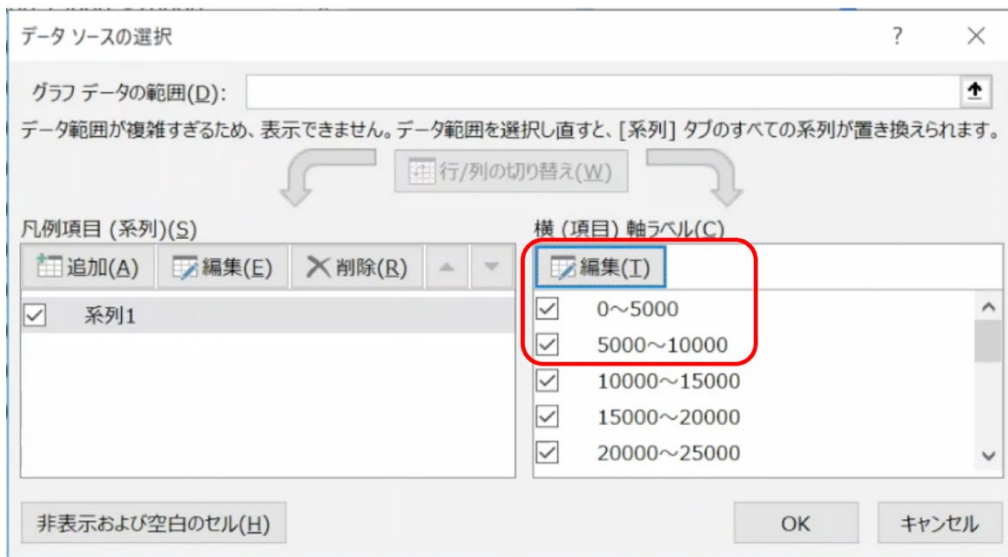 データ ソースの選択
?
グラフ データの範囲(D):
データ範囲が複雑すぎるため、表示できません。データ範囲を選択し直すと、[系列] タブのすべての系列が置き換えられます。
行/列の切り替え(W)
凡例項目 (系列)(S)
追加(A) 編集(E) 削除(R)
系列1
横 (項目) 軸ラベル(C)
編集(T)
0～5000
5000～10000
10000～15000
15000～20000
20000～25000
非表示および空白のセル(H)
OK キャンセル